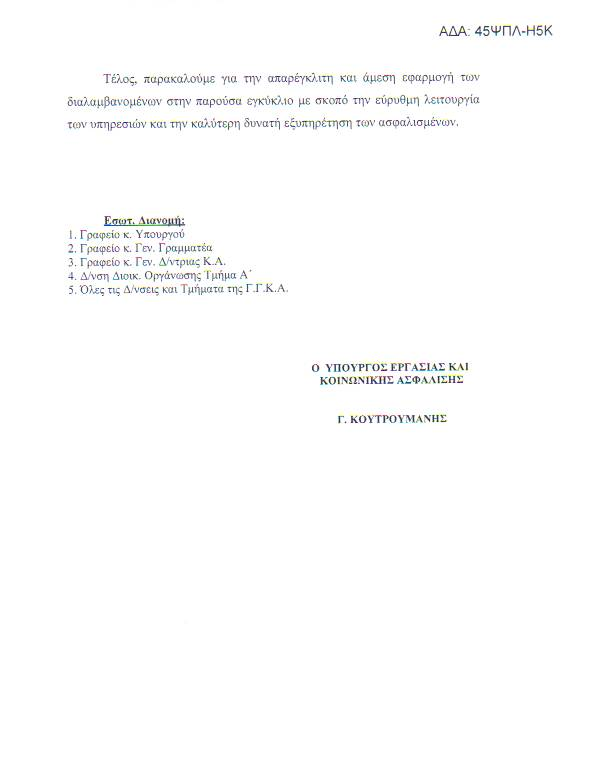 ΑΔΑ: 45ΨΠΛ-Η5Κ
Τέλος, παρακαλούμε για την απαρέγκλιτη και άμεση εφαρμογή των
διαλαμβανομένων στην παρούσα εγκύκλιο με σκοπό την εύρυθμη λειτουργία
των υπηρεσιών και την καλύτερη δυνατή εξυπηρέτηση των ασφαλισμένων.
Εσωτ. Διανομή:
1. Γραφείο κ. Υπουργού
2. Γραφείο κ. Γεν. Γραμματέα
3. Γραφείο κ. Γεν. Δ/ντριας Κ.Α.
4. Δ/νση Διοικ. Οργάνωσης Τμήμα Α΄
5. Όλες τις Δ/νσεις και Τμήματα της Γ.Γ.Κ.Α.
Ο ΥΠΟΥΡΓΟΣ ΕΡΓΑΣΙΑΣ ΚΑΙ
ΚΟΙΝΩΝΙΚΗΣ ΑΣΦΑΛΙΣΗΣ
Γ. ΚΟΥΤΡΟΥΜΑΝΗΣ